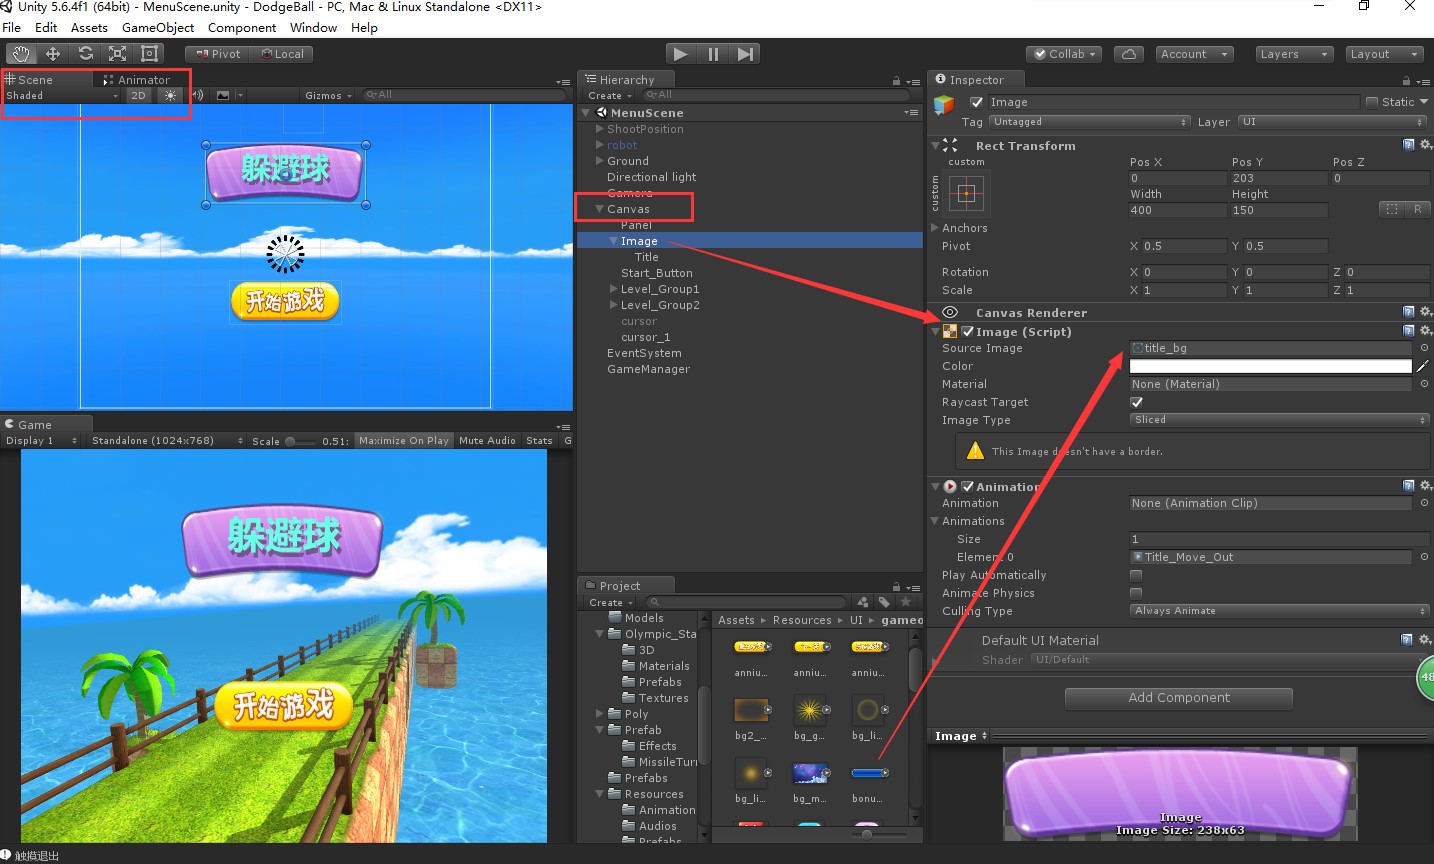 Unity 5.6.4f1 (64bit) - MenuScene.unity - DodgeBall - PC, Mac & Linux Standalone <DX11>
File Edit Assets GameObject Component Window Help
Pivot Local Collab Account Layers Layout
Scene Animator
Shaded 2D Gizmos All
躲避球
开始游戏
Game
Display 1 Standalone (1024x768) Scale 0.51: Maximize On Play Mute Audio Stats G
躲避球
开始游戏
Hierarchy
Create All
MenuScene
ShootPosition
robot
Ground
Directional light
Camera
Canvas
Panel
Image
Title
Start_Button
Level_Group1
Level_Group2
cursor
cursor_1
EventSystem
GameManager
Project
Create
Models
Olympic_Sta
3D
Materials
Prefabs
Textures
Poly
Prefab
Effects
MissileTurr
Prefabs
Resources
Animation
Audios
Prefabs
Assets ▸ Resources ▸ UI ▸ gameo
anniu... anniu... anniu...
bg2_... bg_g... bg_li...
bg_li... bg_m... bonu...
Inspector
Image Static
Tag Untagged Layer UI
Rect Transform
custom
custom
Pos X Pos Y Pos Z
0 203 0
Width Height
400 150
R
Anchors
Pivot X 0.5 Y 0.5
Rotation X 0 Y 0 Z 0
Scale X 1 Y 1 Z 1
Canvas Renderer
Image (Script)
Source Image title_bg
Color
Material None (Material)
Raycast Target
Image Type Sliced
This Image doesn't have a border.
Animation
Animation None (Animation Clip)
Animations
Size 1
Element 0 Title_Move_Out
Play Automatically
Animate Physics
Culling Type Always Animate
Default UI Material
Shader UI/Default
48
Add Component
Image
Image
Image Size: 238x63
触摸退出